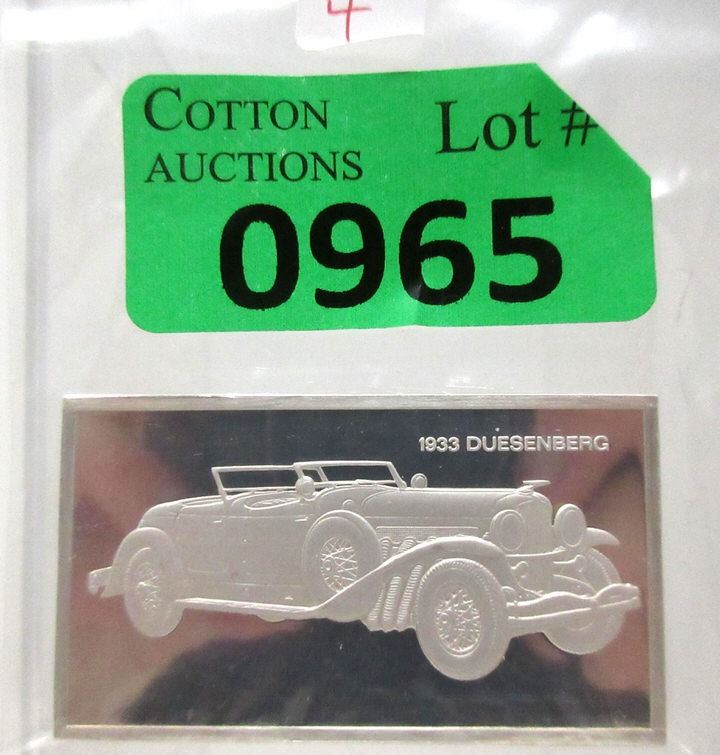 4
COTTON
AUCTIONS
Lot #
0965
1933 DUESENBERG